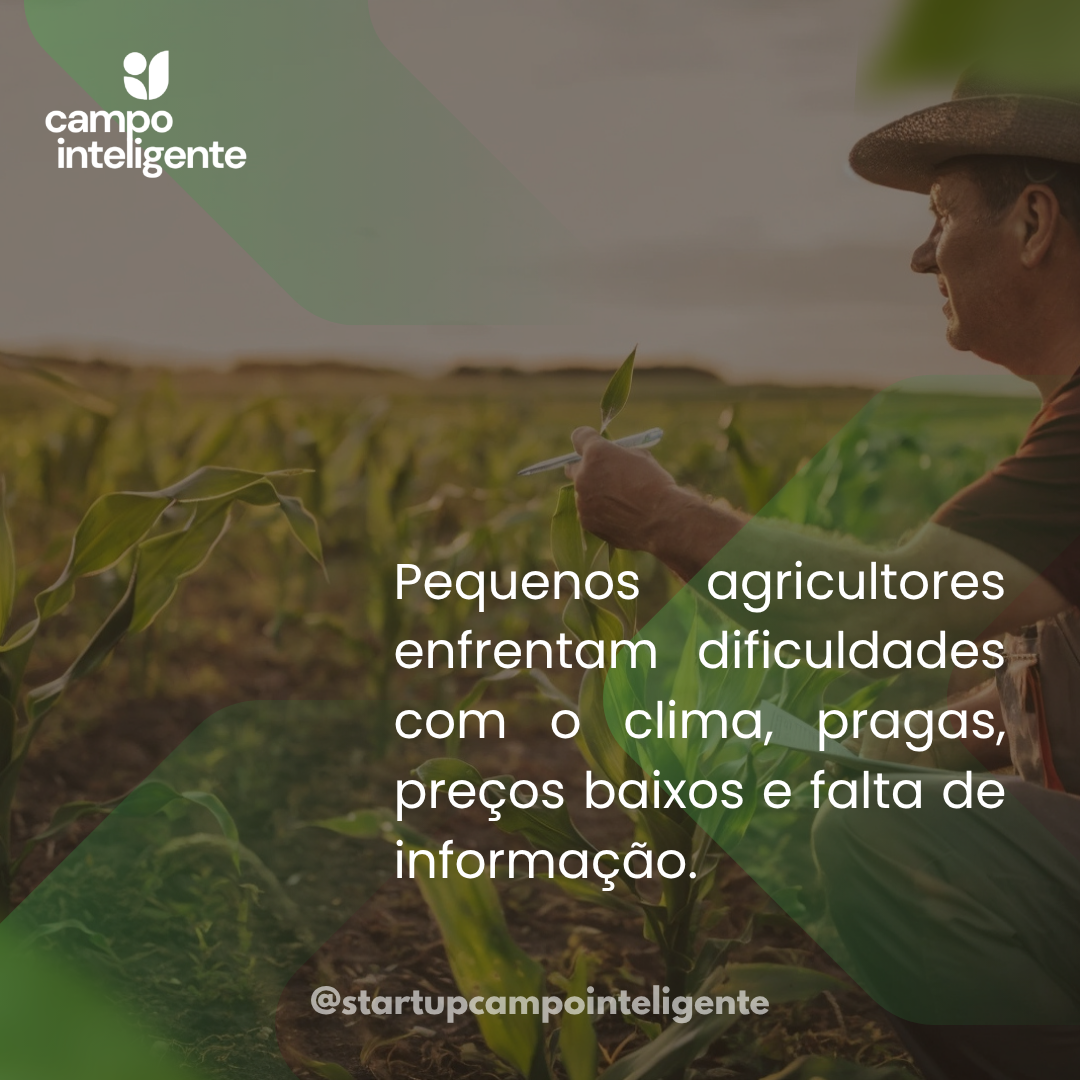 campo
inteligente
Pequenos agricultores
enfrentam dificuldades
com o clima, pragas,
preços baixos e falta de
informação.
@startupcampointeligente